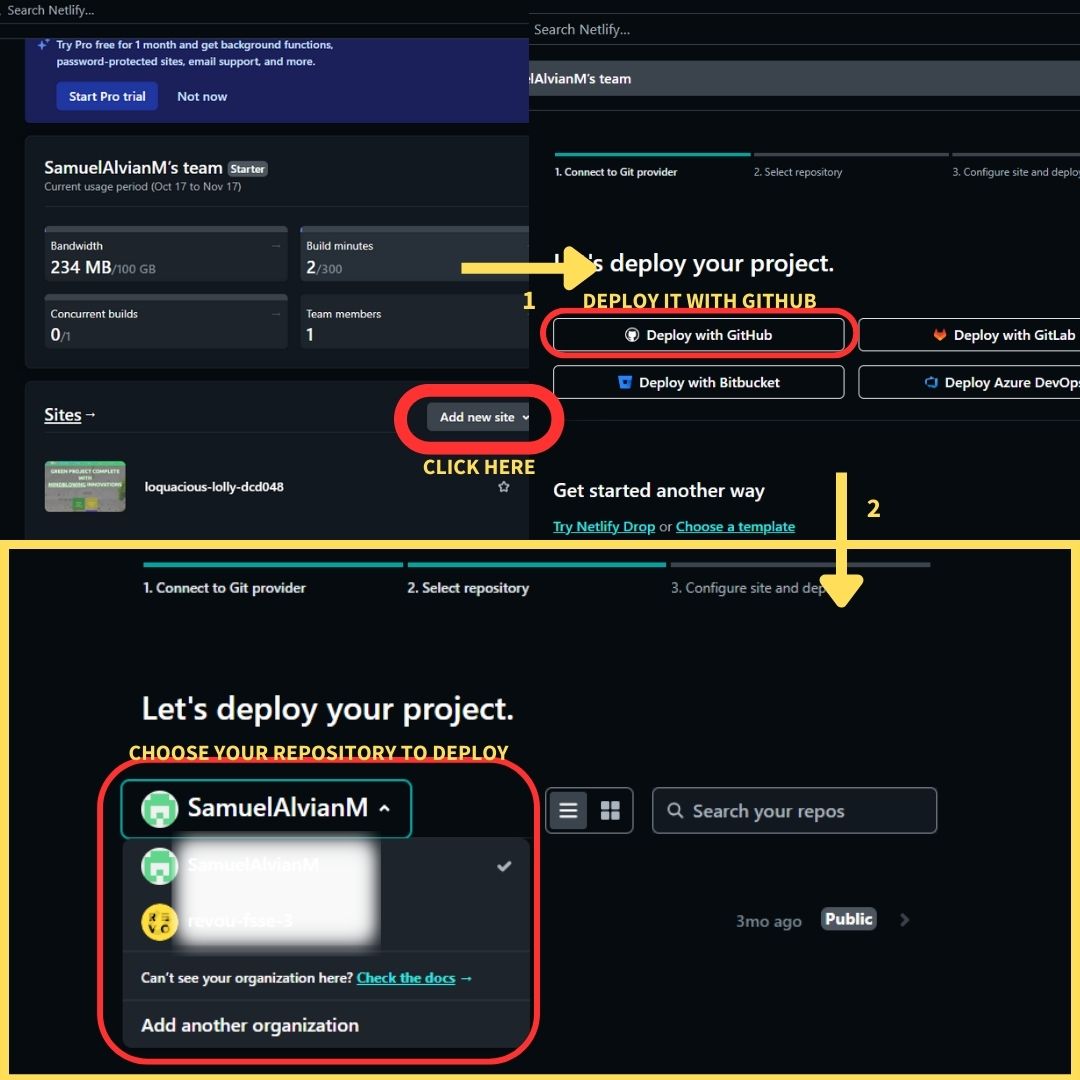 Search Netlify...
Try Pro free for 1 month and get background functions,
password-protected sites, email support, and more.
Start Pro trial
Not now
SamuelAlvianM's team Starter
Current usage period (Oct 17 to Nov 17)
Bandwidth →
234 MB/100 GB
Build minutes
2/300
Concurrent builds →
0/1
Team members
1
Sites →
Add new site
CLICK HERE
GREEN PROJECT COMPLETE
WITH
MINDBLOWING INNOVATIONS
loquacious-lolly-dcd048
1
Search Netlify...
lAlvianM's team
1. Connect to Git provider
2. Select repository
3. Configure site and deploy
's deploy your project.
DEPLOY IT WITH GITHUB
Deploy with GitHub
Deploy with GitLab
Deploy with Bitbucket
Deploy Azure DevOps
Get started another way
Try Netlify Drop or Choose a template
2
1. Connect to Git provider
2. Select repository
3. Configure site and dep
Let's deploy your project.
CHOOSE YOUR REPOSITORY TO DEPLOY
SamuelAlvianM
Search your repos
SamuelAlvianM
revou-fsse-3
3mo ago
Public
Can't see your organization here? Check the docs →
Add another organization